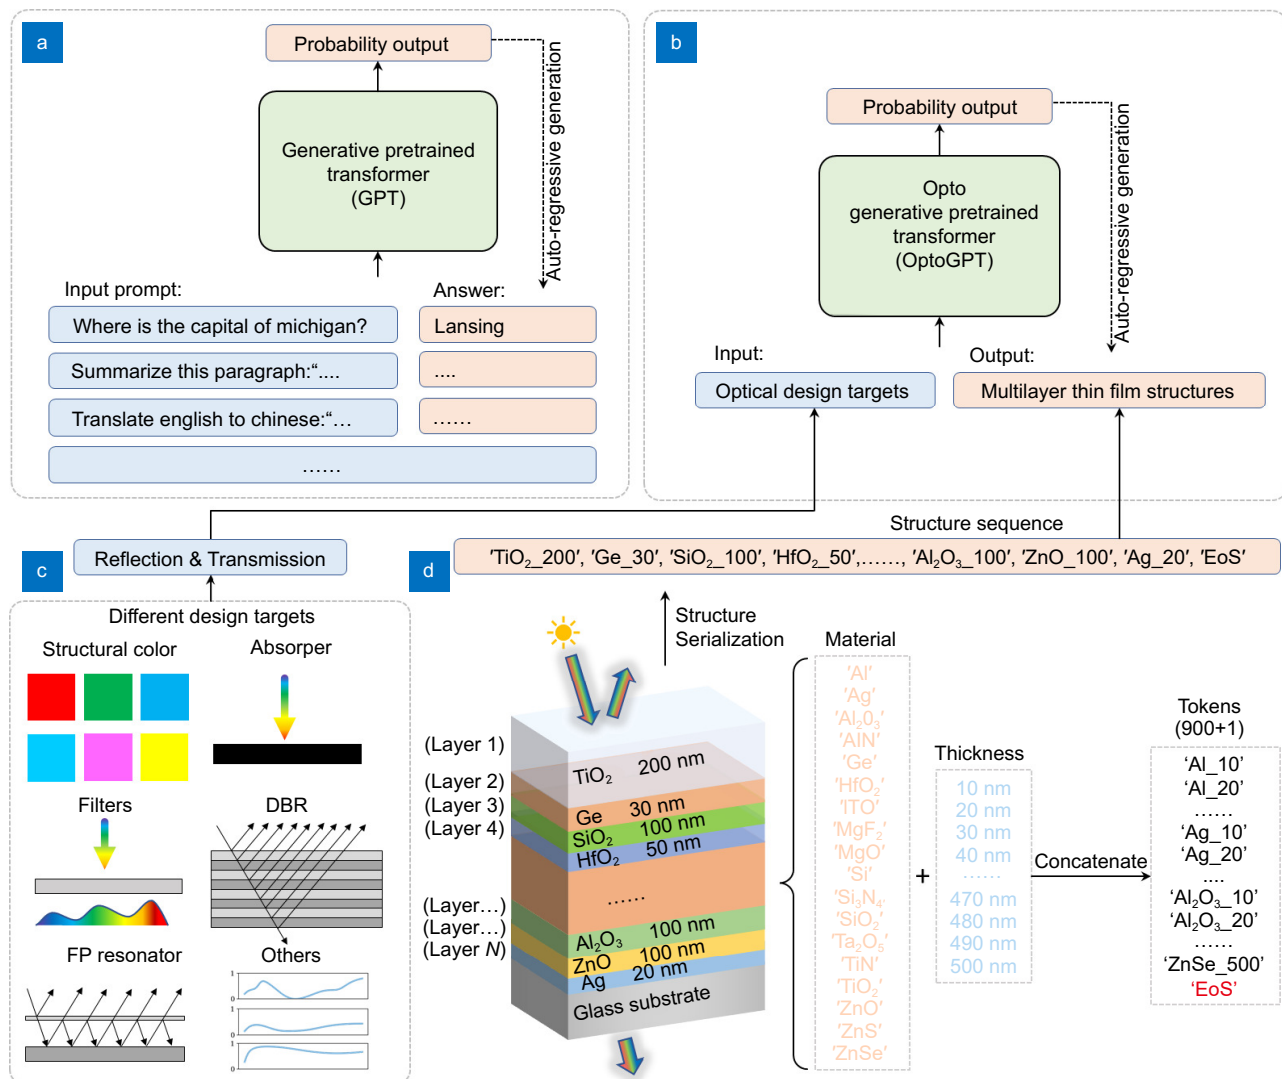 a
Probability output
Generative pretrained
transformer
(GPT)
Auto-regressive generation
Input prompt:
Answer:
Where is the capital of michigan?
Lansing
Summarize this paragraph:“....
....
Translate english to chinese:“…
……
……
b
Probability output
Opto
generative pretrained
transformer
(OptoGPT)
Auto-regressive generation
Input:
Output:
Optical design targets
Multilayer thin film structures
c
Reflection & Transmission
Different design targets
Structural color
Absorper
Filters
DBR
FP resonator
Others
1
0
1
0
1
0
d
Structure sequence
′TiO₂_200′, ′Ge_30′, ′SiO₂_100′, ′HfO₂_50′,……, ′Al₂O₃_100′, ′ZnO_100′, ′Ag_20′, ′EoS′
Structure
Serialization
(Layer 1)
(Layer 2)
(Layer 3)
(Layer 4)
(Layer…)
(Layer…)
(Layer N)
TiO₂ 200 nm
Ge 30 nm
SiO₂ 100 nm
HfO₂ 50 nm
……
Al₂O₃ 100 nm
ZnO 100 nm
Ag 20 nm
Glass substrate
Material
′Al′
′Ag′
′Al₂0₃′
′AlN′
′Ge′
′HfO₂′
′ITO′
′MgF₂′
′MgO′
′Si′
′Si₃N₄′
′SiO₂′
′Ta₂O₅′
′TiN′
′TiO₂′
′ZnO′
′ZnS′
′ZnSe′
+
Thickness
10 nm
20 nm
30 nm
40 nm
……
470 nm
480 nm
490 nm
500 nm
Concatenate
Tokens
(900+1)
‘Al_10’
‘Al_20’
……
‘Ag_10’
‘Ag_20’
....
‘Al₂O₃_10’
‘Al₂O₃_20’
……
‘ZnSe_500’
‘EoS’